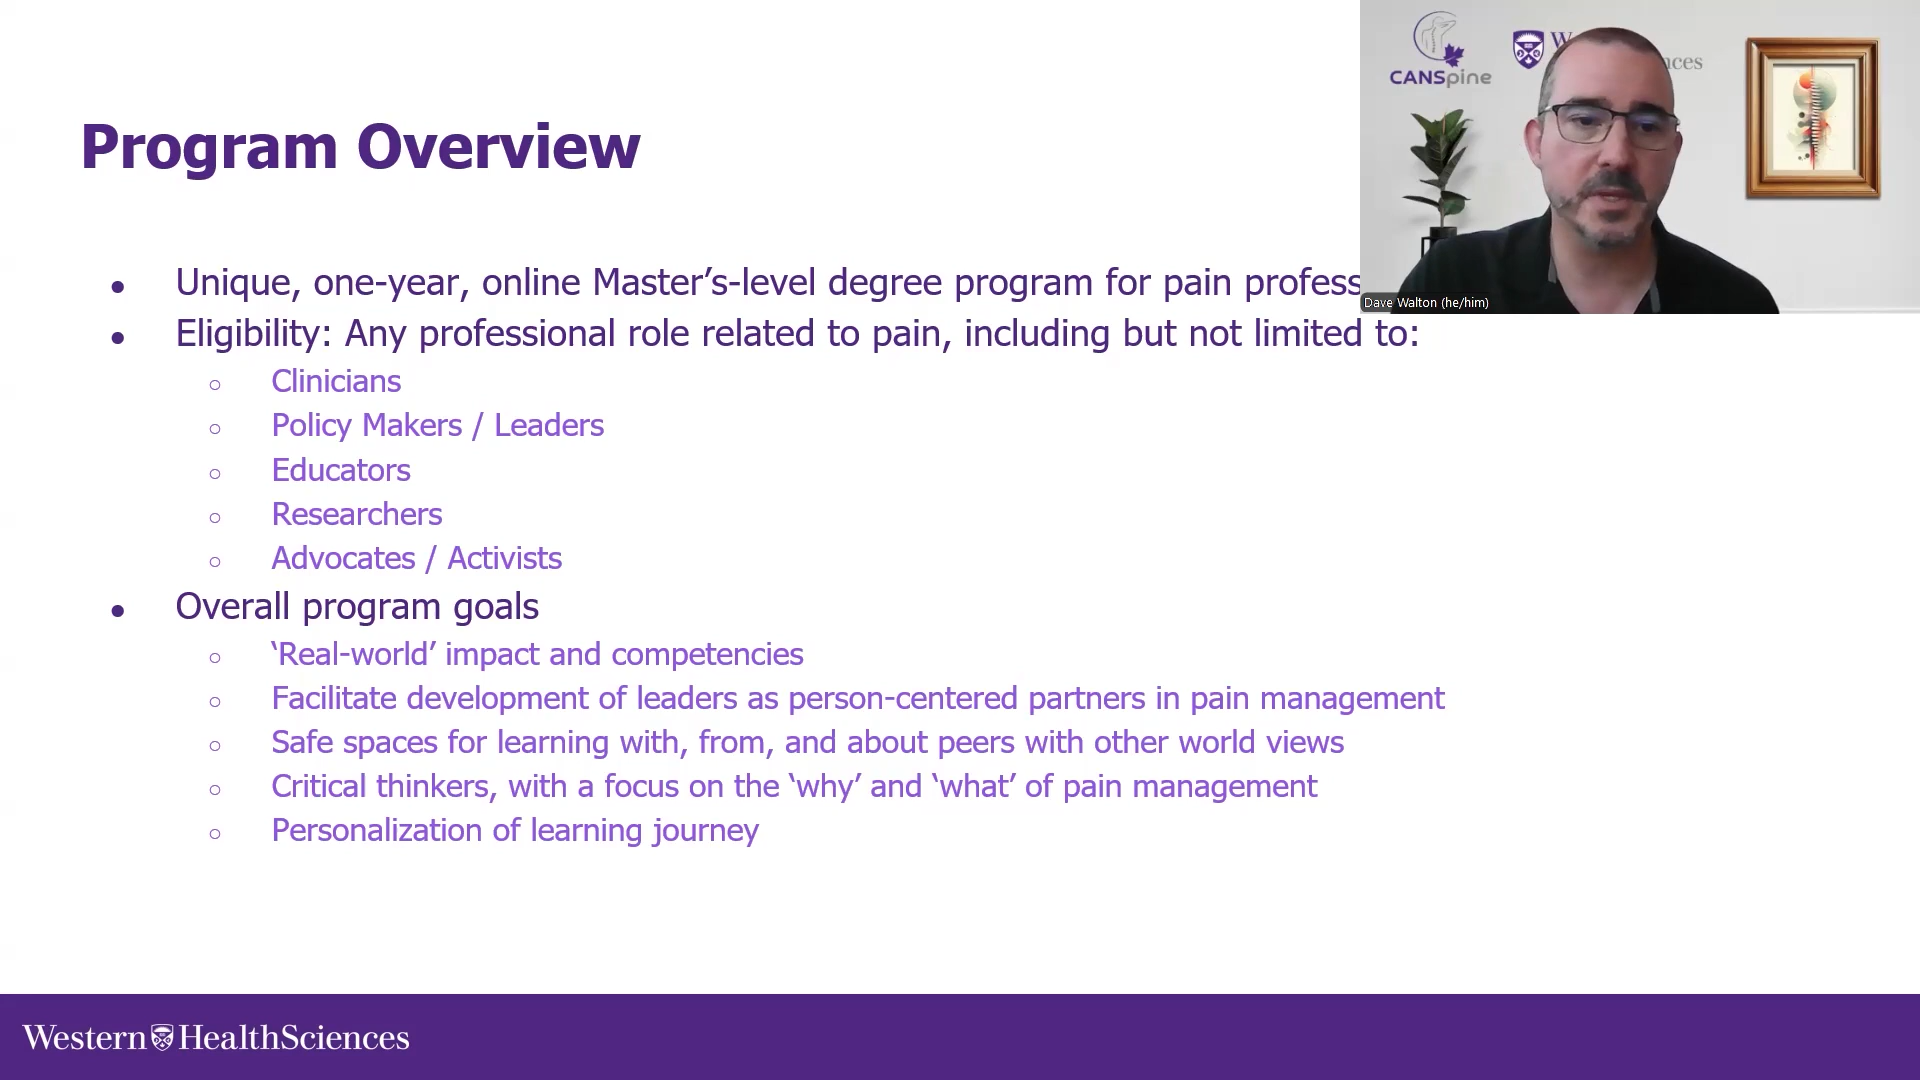 Program Overview
● Unique, one-year, online Master’s-level degree program for pain profess
● Eligibility: Any professional role related to pain, including but not limited to:
○ Clinicians
○ Policy Makers / Leaders
○ Educators
○ Researchers
○ Advocates / Activists
● Overall program goals
○ ‘Real-world’ impact and competencies
○ Facilitate development of leaders as person-centered partners in pain management
○ Safe spaces for learning with, from, and about peers with other world views
○ Critical thinkers, with a focus on the ‘why’ and ‘what’ of pain management
○ Personalization of learning journey
CANSpine
Dave Walton (he/him)
Western HealthSciences